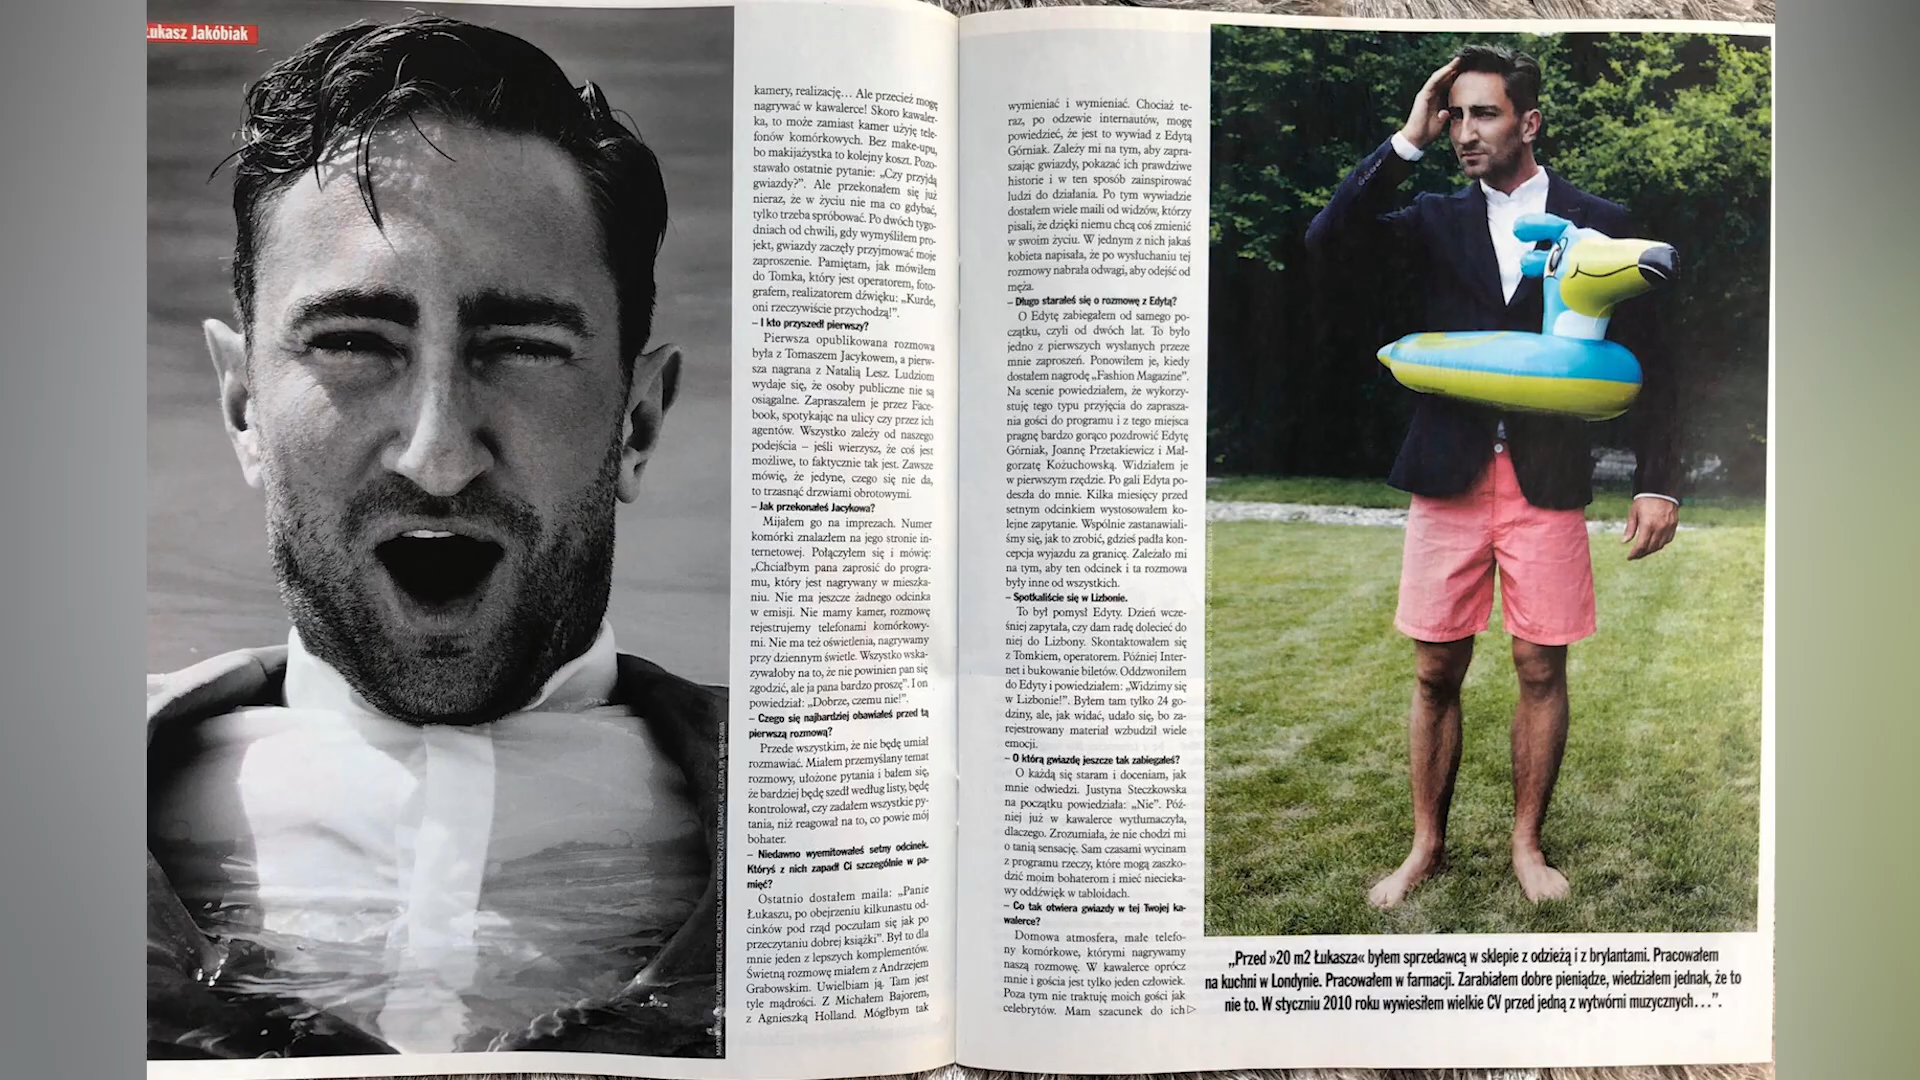 Łukasz Jakóbiak
kamery, realizację… Ale przecież mogę
nagrywać w kawalerce! Skoro kawaler-
ka, to może zamiast kamer użyję tele-
fonów komórkowych. Bez make-upu,
bo makijażystka to kolejny koszt. Pozo-
stawało ostatnie pytanie: „Czy przyjdą
gwiazdy?”. Ale przekonałem się już
nieraz, że w życiu nie ma co gdybać,
tylko trzeba spróbować. Po dwóch tygo-
dniach od chwili, gdy wymyśliłem pro-
jekt, gwiazdy zaczęły przyjmować moje
zaproszenie. Pamiętam, jak mówiłem
do Tomka, który jest operatorem, foto-
grafem, realizatorem dźwięku: „Kurde,
oni rzeczywiście przychodzą!”.
– I kto przyszedł pierwszy?
Pierwsza opublikowana rozmowa
była z Tomaszem Jacykowem, a pierw-
sza nagrana z Natalią Lesz. Ludziom
wydaje się, że osoby publiczne nie są
osiągalne. Zapraszałem je przez Face-
book, spotykając na ulicy czy przez ich
agentów. Wszystko zależy od naszego
podejścia – jeśli wierzysz, że coś jest
możliwe, to faktycznie tak jest. Zawsze
mówię, że jedyne, czego się nie da,
to trzasnąć drzwiami obrotowymi.
– Jak przekonałeś Jacykowa?
Mijałem go na imprezach. Numer
komórki znalazłem na jego stronie in-
ternetowej. Połączyłem się i mówię:
„Chciałbym pana zaprosić do progra-
mu, który jest nagrywany w mieszka-
niu. Nie ma jeszcze żadnego odcinka
w emisji. Nie mamy kamer, rozmowę
rejestrujemy telefonami komórkowy-
mi. Nie ma też oświetlenia, nagrywamy
przy dziennym świetle. Wszystko wska-
zywałoby na to, że nie powinien pan się
zgodzić, ale ja pana bardzo proszę”. I on
powiedział: „Dobrze, czemu nie!”.
– Czego się najbardziej obawiałeś przed tą
pierwszą rozmową?
Przede wszystkim, że nie będę umiał
rozmawiać. Miałem przemyślany temat
rozmowy, ułożone pytania i bałem się,
że bardziej będę szedł według listy, będę
kontrolował, czy zadałem wszystkie py-
tania, niż reagował na to, co powie mój
bohater.
– Niedawno wyemitowałeś setny odcinek.
Któryś z nich zapadł Ci szczególnie w pa-
mięć?
Ostatnio dostałem maila: „Panie
Łukaszu, po obejrzeniu kilkunastu od-
cinków pod rząd poczułam się jak po
przeczytaniu dobrej książki”. Był to dla
mnie jeden z lepszych komplementów.
Świetną rozmowę miałem z Andrzejem
Grabowskim. Uwielbiam ją. Tam jest
tyle mądrości. Z Michałem Bajorem,
z Agnieszką Holland. Mógłbym tak
wymieniać i wymieniać. Chociaż te-
raz, po odzewie internautów, mogę
powiedzieć, że jest to wywiad z Edytą
Górniak. Zależy mi na tym, aby zapra-
szając gwiazdy, pokazać ich prawdziwe
historie i w ten sposób zainspirować
ludzi do działania. Po tym wywiadzie
dostałem wiele maili od widzów, którzy
pisali, że dzięki niemu chcą coś zmienić
w swoim życiu. W jednym z nich jakaś
kobieta napisała, że po wysłuchaniu tej
rozmowy nabrała odwagi, aby odejść od
męża.
– Długo starałeś się o rozmowę z Edytą?
O Edytę zabiegałem od samego po-
czątku, czyli od dwóch lat. To było
jedno z pierwszych wysłanych przeze
mnie zaproszeń. Ponowiłem je, kiedy
dostałem nagrodę „Fashion Magazine”.
Na scenie powiedziałem, że wykorzy-
stuję tego typu przyjęcia do zaprasza-
nia gości do programu i z tego miejsca
pragnę bardzo gorąco pozdrowić Edytę
Górniak, Joannę Przetakiewicz i Mał-
gorzatę Kożuchowską. Widziałem je
w pierwszym rzędzie. Po gali Edyta po-
deszła do mnie. Kilka miesięcy przed
setnym odcinkiem wystosowałem ko-
lejne zapytanie. Wspólnie zastanawiali-
śmy się, jak to zrobić, gdzieś padła kon-
cepcja wyjazdu za granicę. Zależało mi
na tym, aby ten odcinek i ta rozmowa
były inne od wszystkich.
– Spotkaliście się w Lizbonie.
To był pomysł Edyty. Dzień wcze-
śniej zapytała, czy dam radę dolecieć do
niej do Lizbony. Skontaktowałem się
z Tomkiem, operatorem. Później Inter-
net i bukowanie biletów. Oddzwoniłem
do Edyty i powiedziałem: „Widzimy się
w Lizbonie!”. Byłem tam tylko 24 go-
dziny, ale, jak widać, udało się, bo za-
rejestrowany materiał wzbudził wiele
emocji.
– O którą gwiazdę jeszcze tak zabiegałeś?
O każdą się staram i doceniam, jak
mnie odwiedzi. Justyna Steczkowska
na początku powiedziała: „Nie”. Póź-
niej już w kawalerce wytłumaczyła,
dlaczego. Zrozumiała, że nie chodzi mi
o tanią sensację. Sam czasami wycinam
z programu rzeczy, które mogą zaszko-
dzić moim bohaterom i mieć niecieka-
wy oddźwięk w tabloidach.
– Co tak otwiera gwiazdy w tej Twojej ka-
walerce?
Domowa atmosfera, małe telefo-
ny komórkowe, którymi nagrywamy
naszą rozmowę. W kawalerce oprócz
mnie i gościa jest tylko jeden człowiek.
Poza tym nie traktuję moich gości jak
celebrytów. Mam szacunek do ich▷
„Przed »20 m2 Łukasza« byłem sprzedawcą w sklepie z odzieżą i z brylantami. Pracowałem
na kuchni w Londynie. Pracowałem w farmacji. Zarabiałem dobre pieniądze, wiedziałem jednak, że to
nie to. W styczniu 2010 roku wywiesiłem wielkie CV przed jedną z wytwórni muzycznych…”.